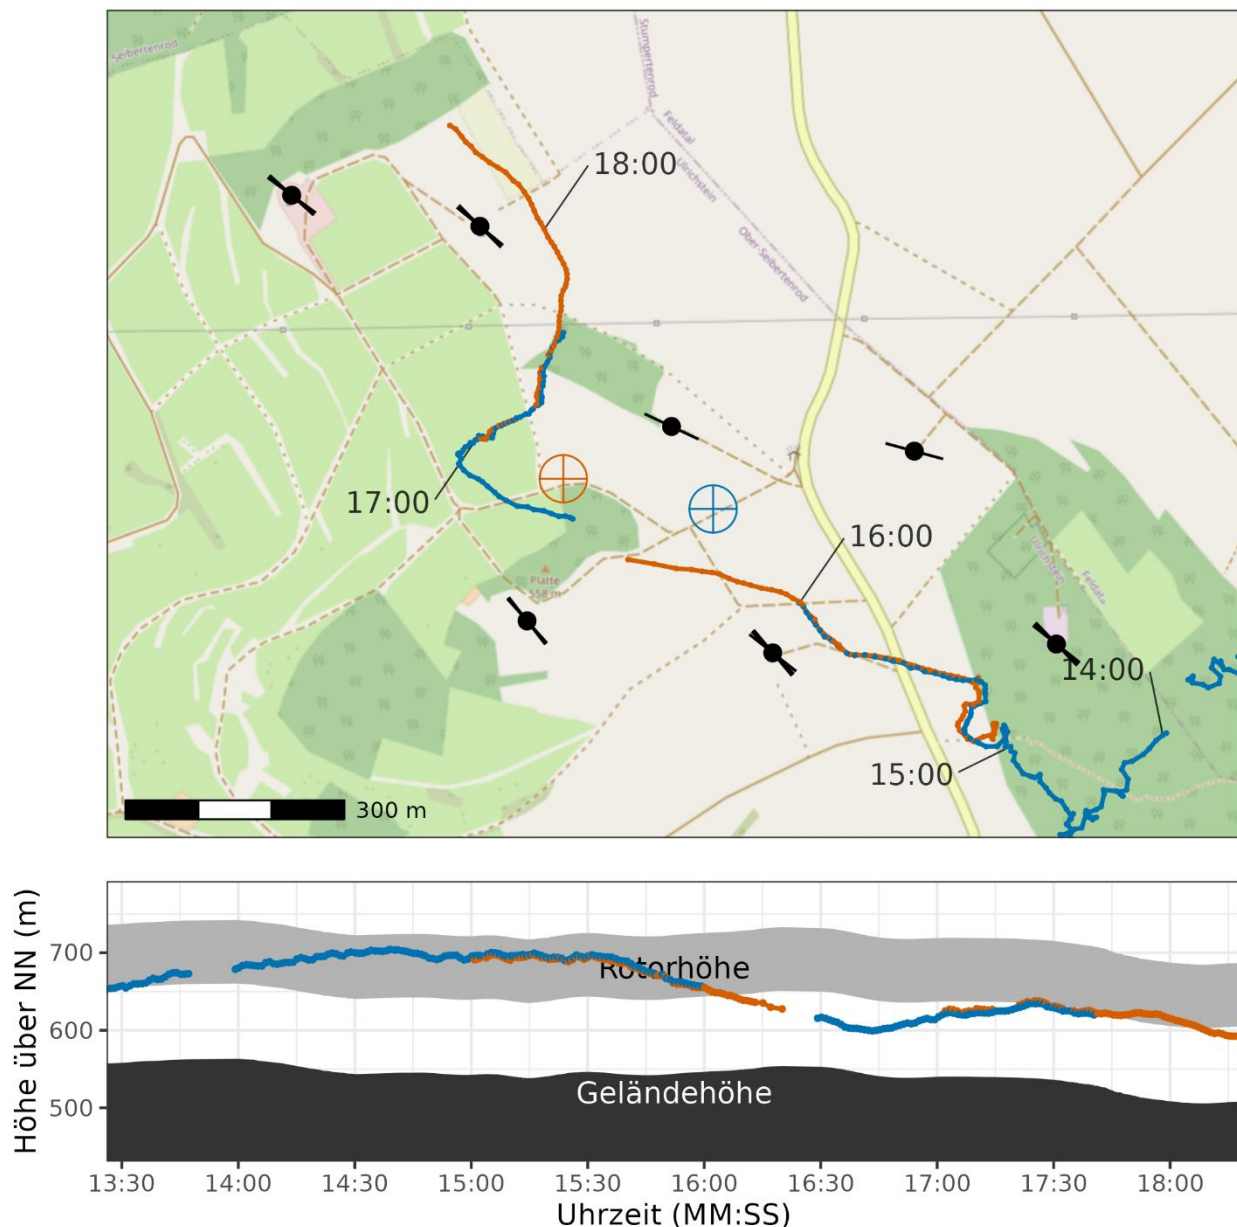 Seibertenrod
Stumpertenrod
Feldatal
Ulrichstein
Ober-Seibertenrod
18:00
17:00
16:00
Platte
558 m
Ulrichstein
14:00
15:00
300 m
Höhe über NN (m)
700
600
500
Rotorhöhe
Geländehöhe
13:30 14:00 14:30 15:00 15:30 16:00 16:30 17:00 17:30 18:00
Uhrzeit (MM:SS)